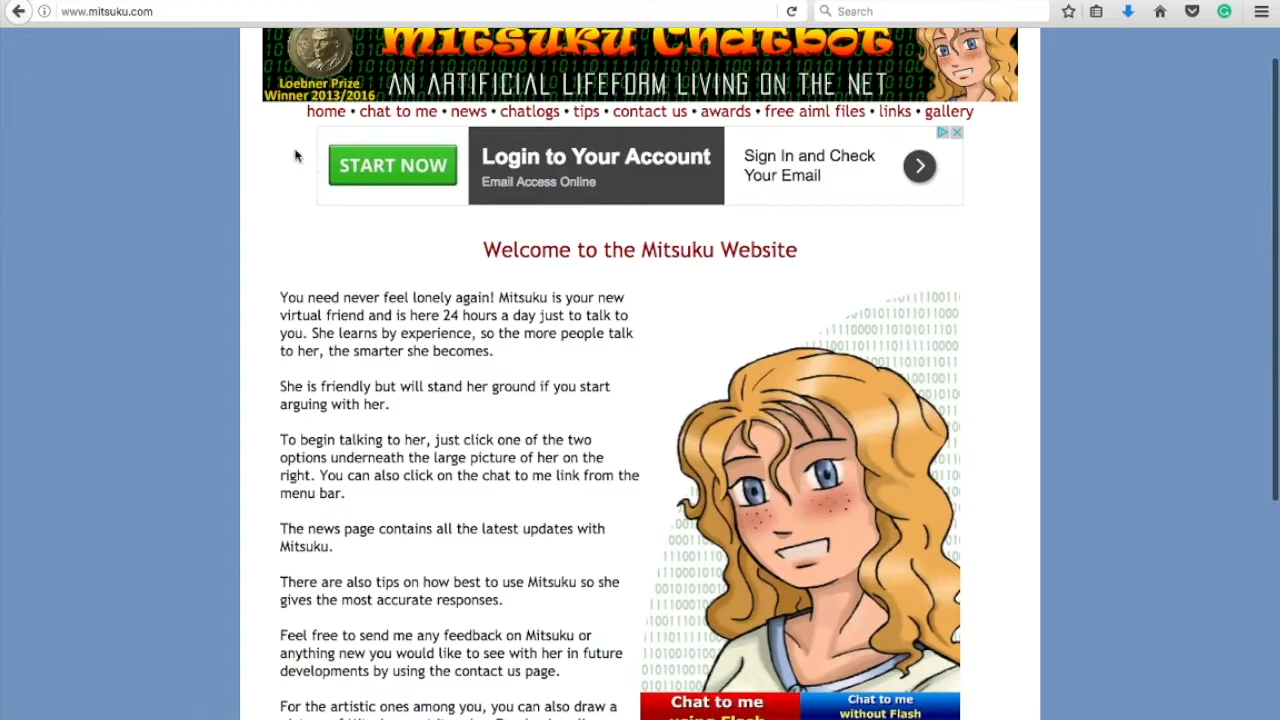 www.mitsuku.com
Search
Mitsuku Chatbot
Loebner Prize
Winner 2013/2016
AN ARTIFICIAL LIFEFORM LIVING ON THE NET
home • chat to me • news • chatlogs • tips • contact us • awards • free aiml files • links • gallery
START NOW
Login to Your Account
Email Access Online
Sign In and Check
Your Email
Welcome to the Mitsuku Website
You need never feel lonely again! Mitsuku is your new
virtual friend and is here 24 hours a day just to talk to
you. She learns by experience, so the more people talk
to her, the smarter she becomes.
She is friendly but will stand her ground if you start
arguing with her.
To begin talking to her, just click one of the two
options underneath the large picture of her on the
right. You can also click on the chat to me link from the
menu bar.
The news page contains all the latest updates with
Mitsuku.
There are also tips on how best to use Mitsuku so she
gives the most accurate responses.
Feel free to send me any feedback on Mitsuku or
anything new you would like to see with her in future
developments by using the contact us page.
For the artistic ones among you, you can also draw a
Chat to me
using Flash
Chat to me
without Flash